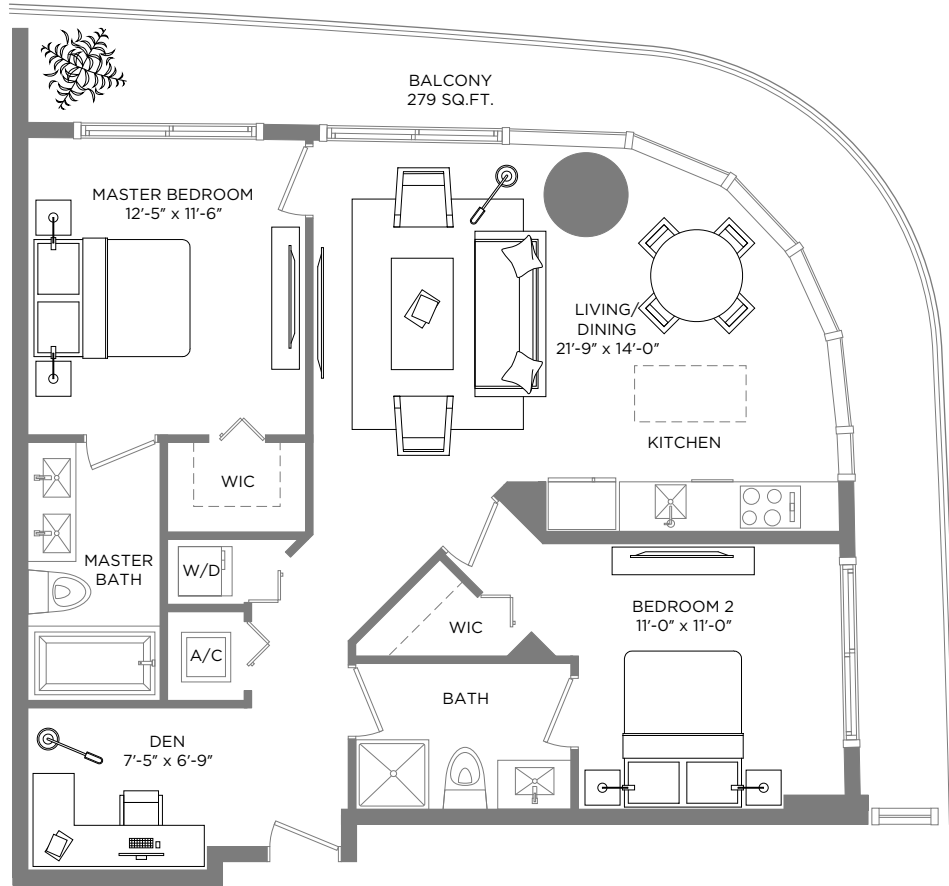 BALCONY
279 SQ.FT.
MASTER BEDROOM
12'-5" x 11'-6"
LIVING/
DINING
21'-9" x 14'-0"
KITCHEN
WIC
MASTER
BATH
W/D
BEDROOM 2
11'-0" x 11'-0"
WIC
A/C
BATH
DEN
7'-5" x 6'-9"